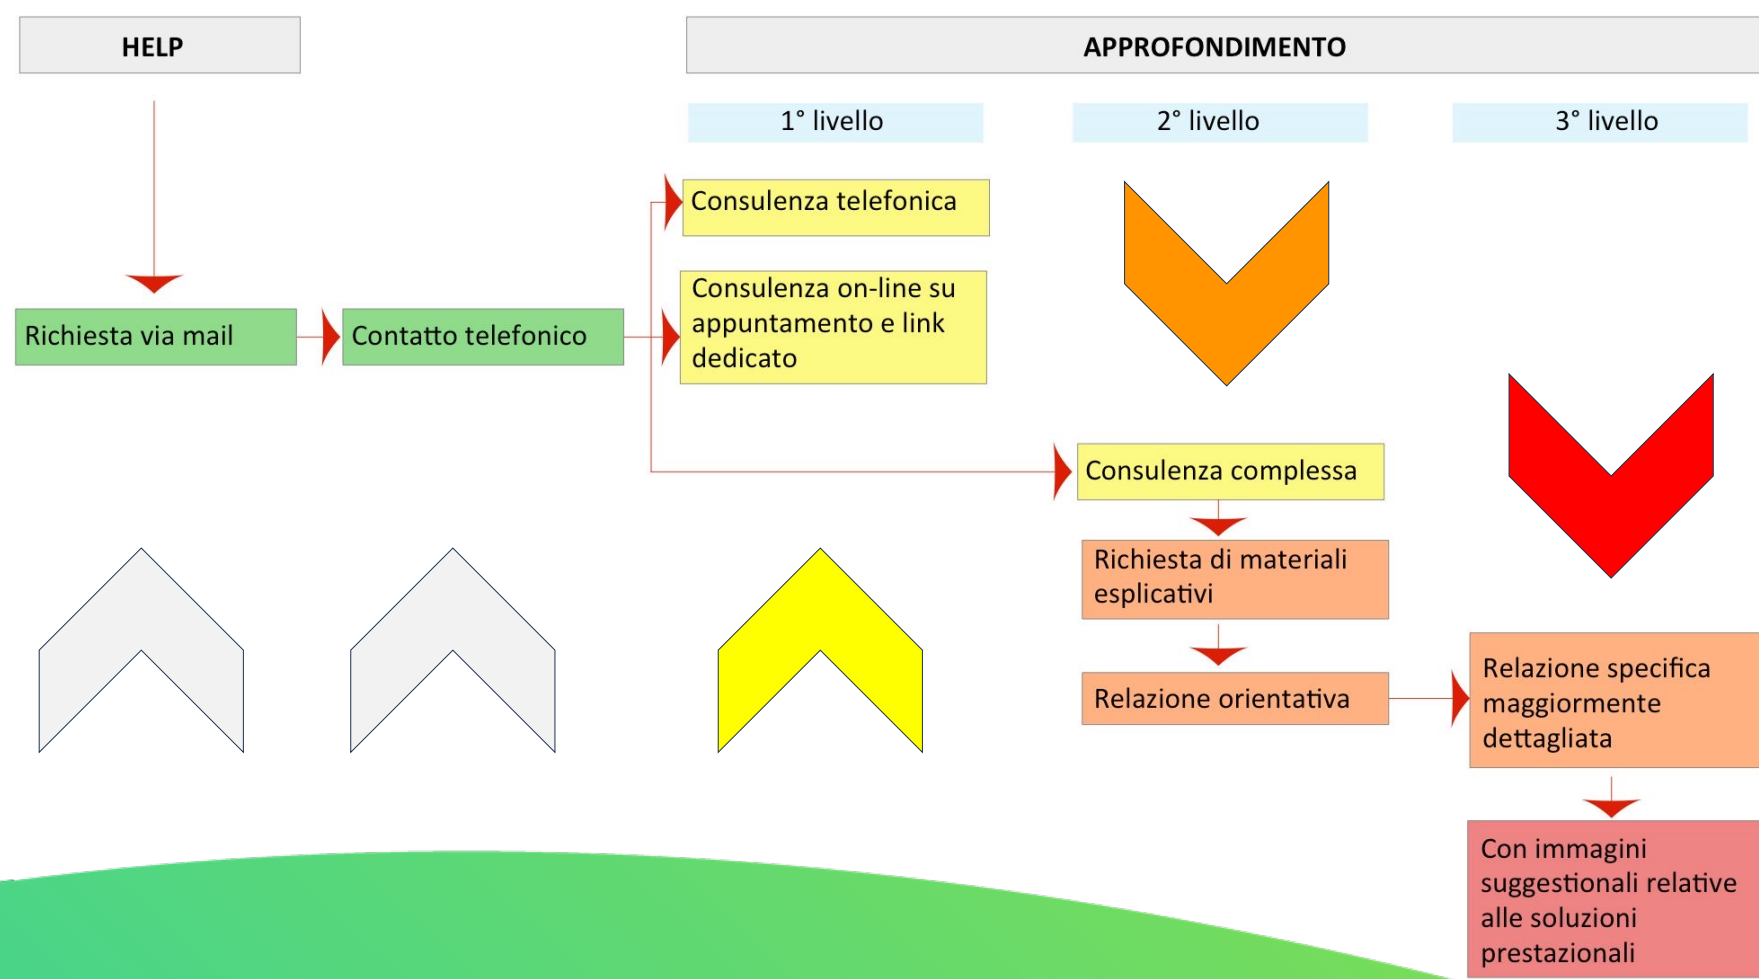 HELP
APPROFONDIMENTO
1° livello
2° livello
3° livello
Consulenza telefonica
Consulenza on-line su
appuntamento e link
dedicato
Richiesta via mail
Contatto telefonico
Consulenza complessa
Richiesta di materiali
esplicativi
Relazione orientativa
Relazione specifica
maggiormente
dettagliata
Con immagini
suggestionali relative
alle soluzioni
prestazionali